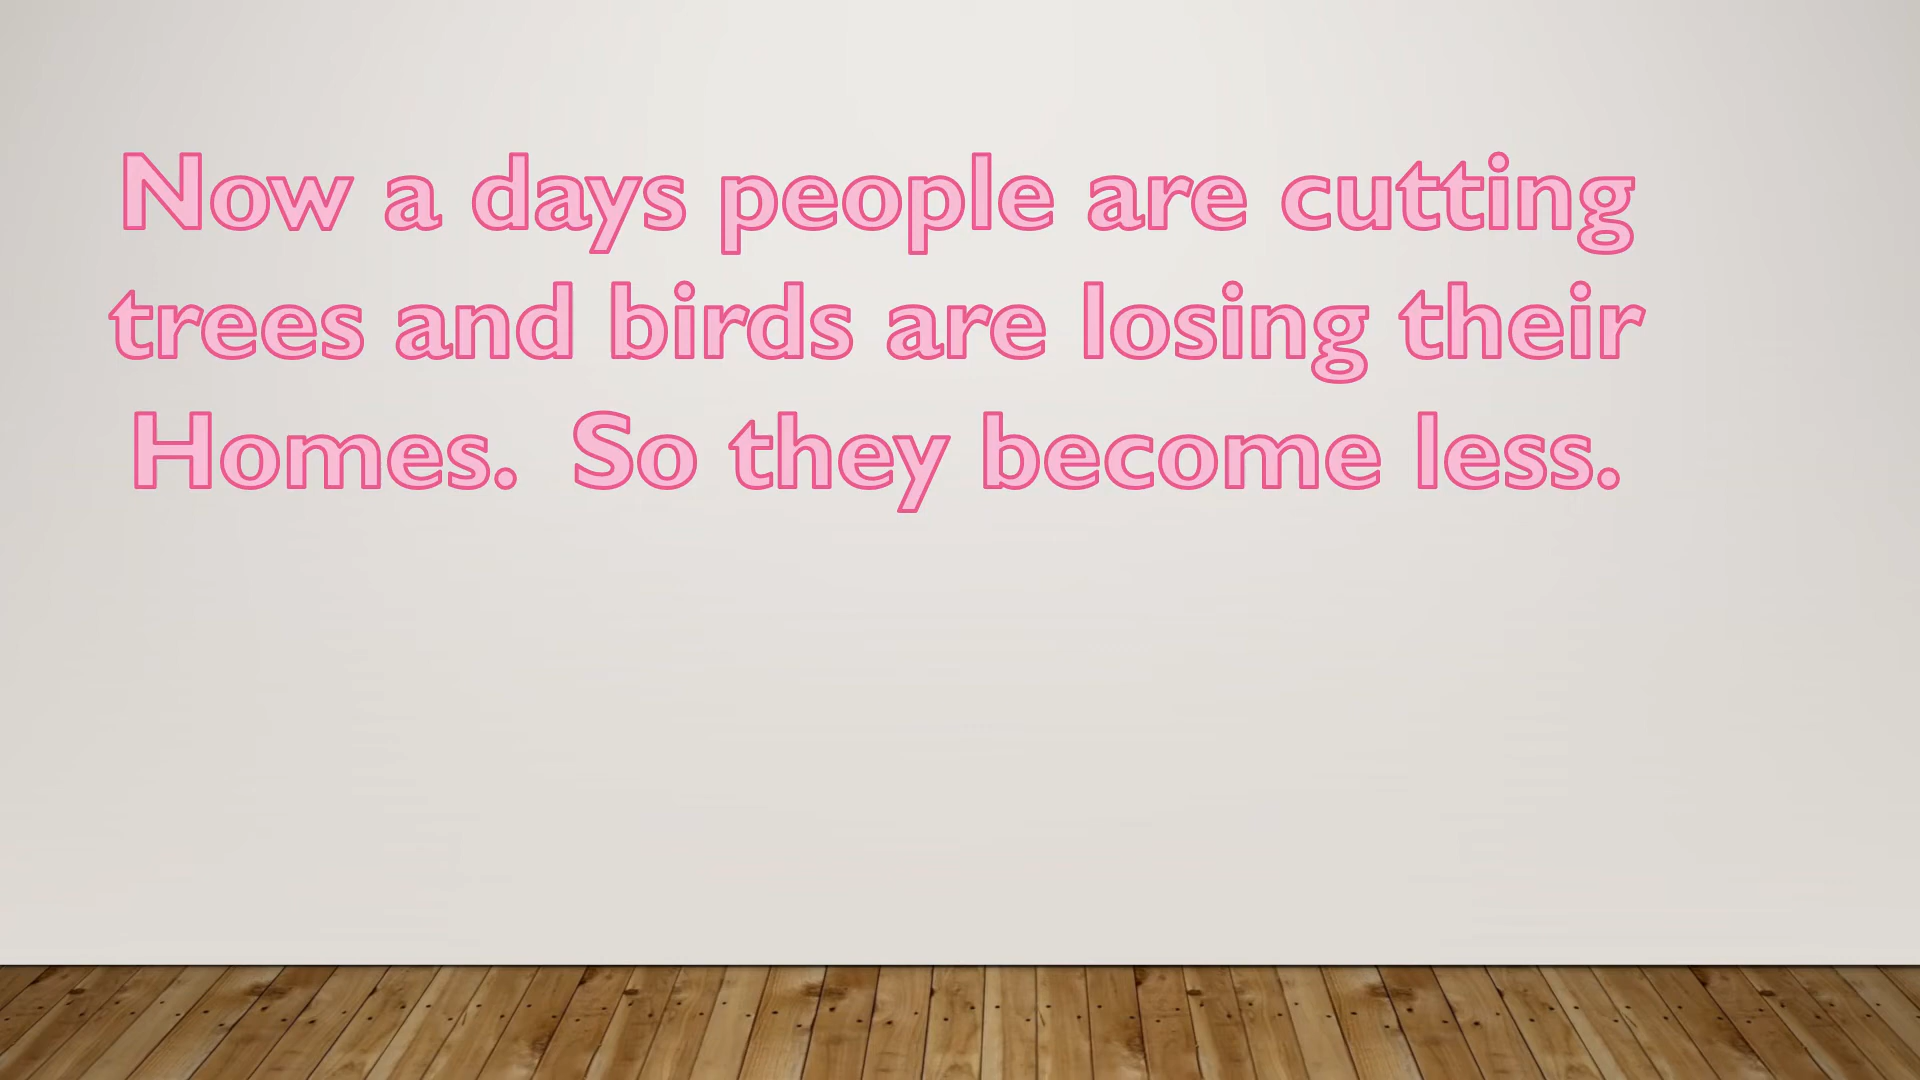 Now a days people are cutting
trees and birds are losing their
Homes.  So they become less.